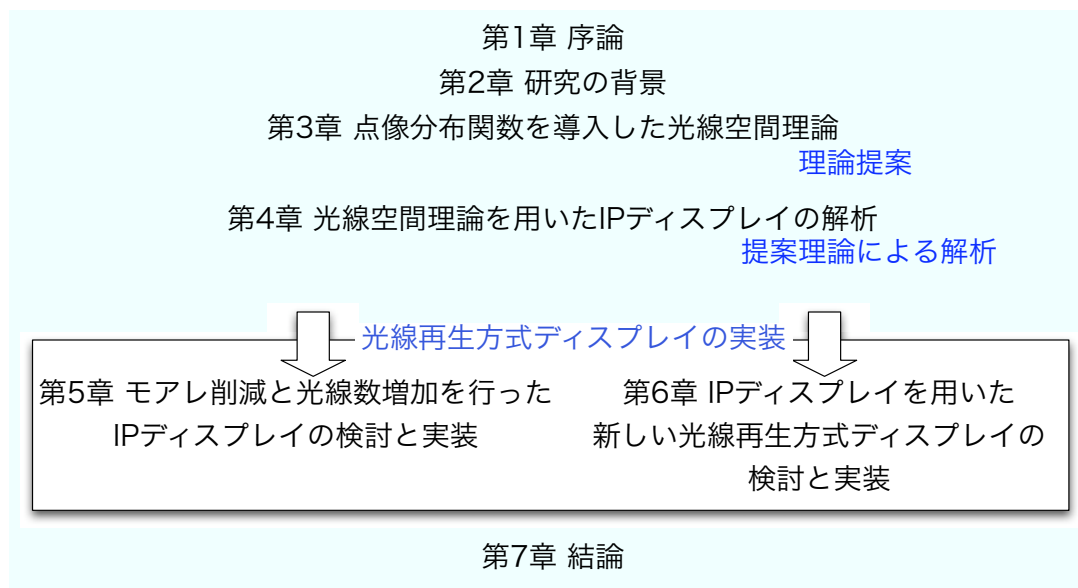 第1章 序論
第2章 研究の背景
第3章 点像分布関数を導入した光線空間理論
理論提案
第4章 光線空間理論を用いたIPディスプレイの解析
提案理論による解析
光線再生方式ディスプレイの実装
第5章 モアレ削減と光線数増加を行った
IPディスプレイの検討と実装
第6章 IPディスプレイを用いた
新しい光線再生方式ディスプレイの
検討と実装
第7章 結論